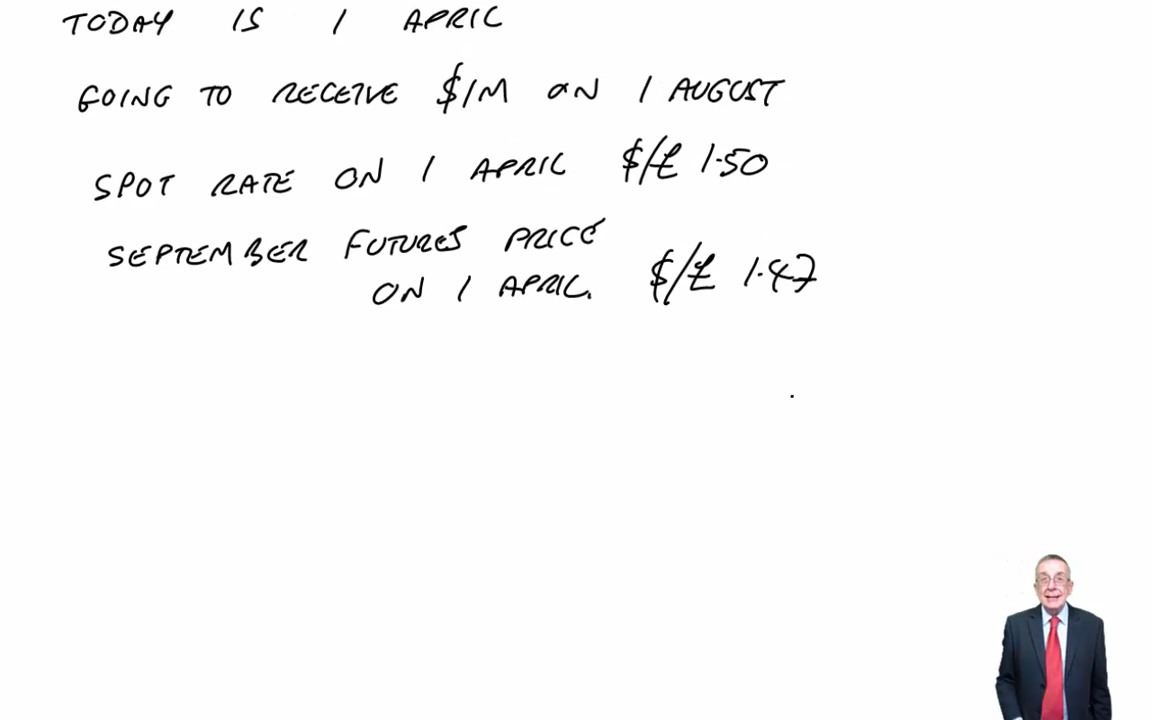 TODAY IS 1 APRIL
GOING TO RECEIVE $1M ON 1 AUGUST
SPOT RATE ON 1 APRIL $/£ 1.50
SEPTEMBER FUTURES PRICE
ON 1 APRIL. $/£ 1.47